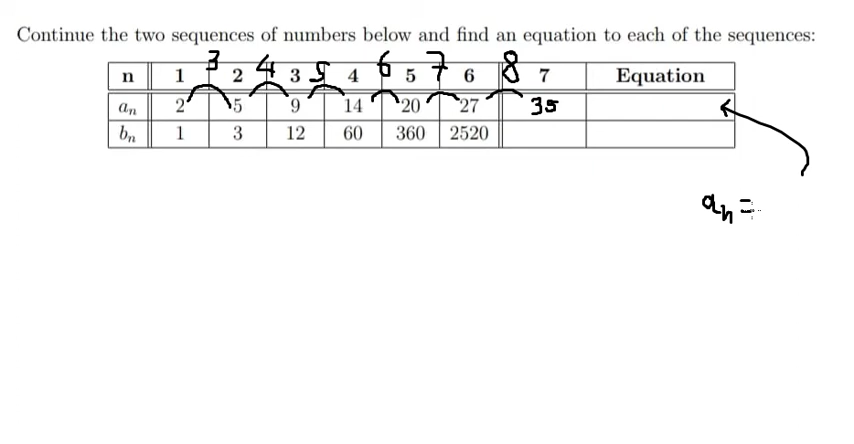 Continue the two sequences of numbers below and find an equation to each of the sequences:
3 4 5 6 7 8
n 1 2 3 4 5 6 7 Equation
aₙ 2 5 9 14 20 27 35
bₙ 1 3 12 60 360 2520
aₙ =